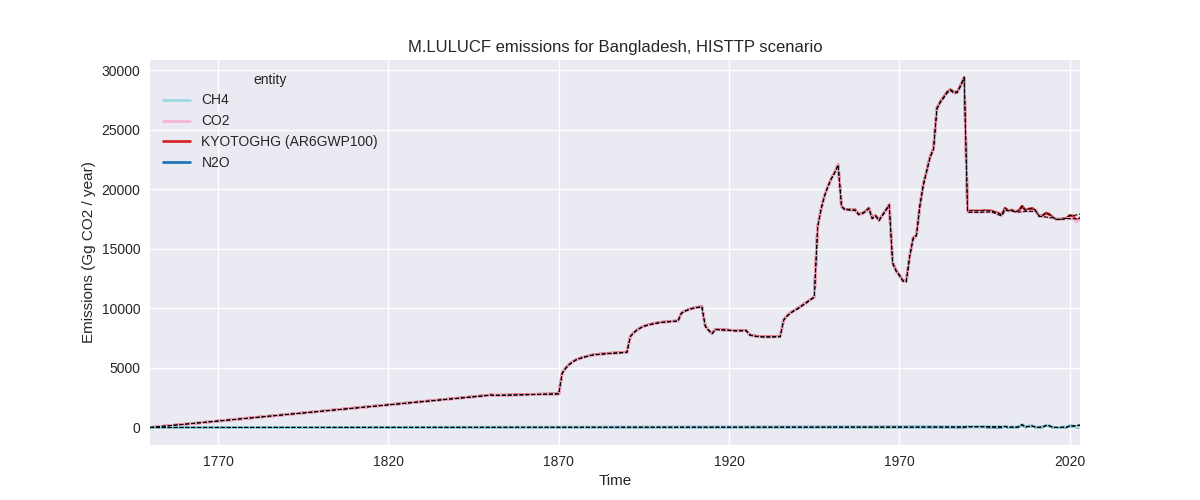 M.LULUCF emissions for Bangladesh, HISTTP scenario
30000
25000
20000
15000
10000
5000
0
Emissions (Gg CO2 / year)
entity
CH4
CO2
KYOTOGHG (AR6GWP100)
N2O
1770
1820
1870
1920
1970
2020
Time